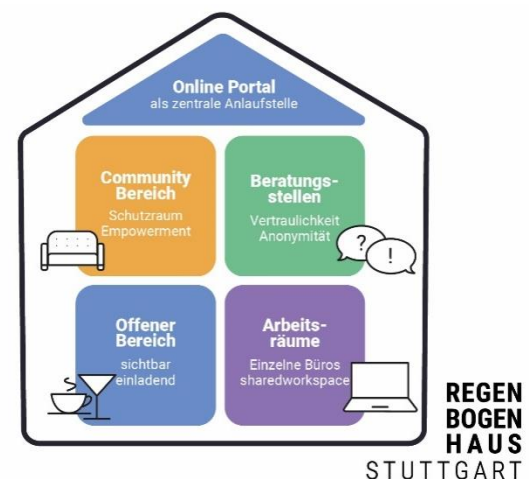 Online Portal
als zentrale Anlaufstelle
Community
Bereich
Schutzraum
Empowerment
Beratungs-
stellen
Vertraulichkeit
Anonymität
?
!
Offener
Bereich
sichtbar
einladend
Arbeits-
räume
Einzelne Büros
sharedworkspace
REGEN
BOGEN
HAUS
STUTTGART